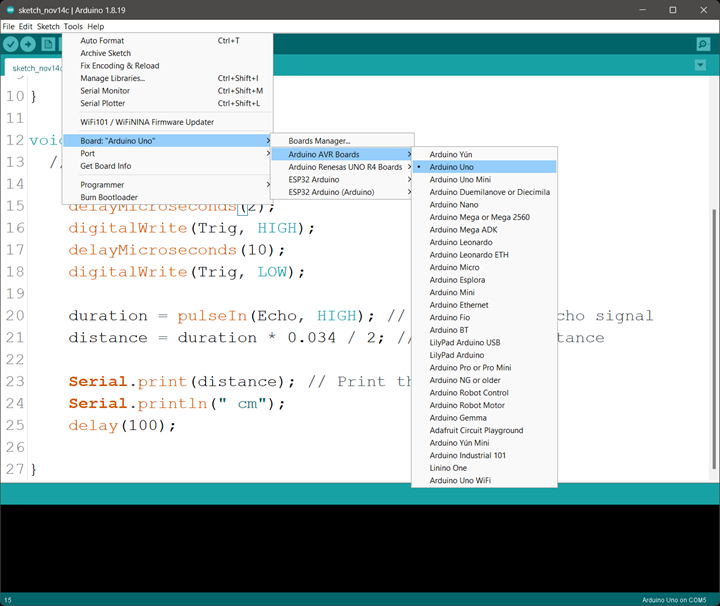 sketch_nov14c | Arduino 1.8.19
File Edit Sketch Tools Help
sketch_nov14c
Auto Format Ctrl+T
Archive Sketch
Fix Encoding & Reload
Manage Libraries... Ctrl+Shift+I
Serial Monitor Ctrl+Shift+M
Serial Plotter Ctrl+Shift+L
WiFi101 / WiFiNINA Firmware Updater
Board: "Arduino Uno"
Port
Get Board Info
Programmer
Burn Bootloader
Boards Manager...
Arduino AVR Boards
Arduino Renesas UNO R4 Boards
ESP32 Arduino
ESP32 Arduino (Arduino)
Arduino Yún
Arduino Uno
Arduino Uno Mini
Arduino Duemilanove or Diecimila
Arduino Nano
Arduino Mega or Mega 2560
Arduino Mega ADK
Arduino Leonardo
Arduino Leonardo ETH
Arduino Micro
Arduino Esplora
Arduino Mini
Arduino Ethernet
Arduino Fio
Arduino BT
LilyPad Arduino USB
LilyPad Arduino
Arduino Pro or Pro Mini
Arduino NG or older
Arduino Robot Control
Arduino Robot Motor
Arduino Gemma
Adafruit Circuit Playground
Arduino Yún Mini
Arduino Industrial 101
Linino One
Arduino Uno WiFi
10 }
11
12 voi
13 /
14
15 delayMicroseconds(2);
16 digitalWrite(Trig, HIGH);
17 delayMicroseconds(10);
18 digitalWrite(Trig, LOW);
19
20 duration = pulseIn(Echo, HIGH); // cho signal
21 distance = duration * 0.034 / 2; // tance
22
23 Serial.print(distance); // Print th
24 Serial.println(" cm");
25 delay(100);
26
27 }
15 Arduino Uno on COM5